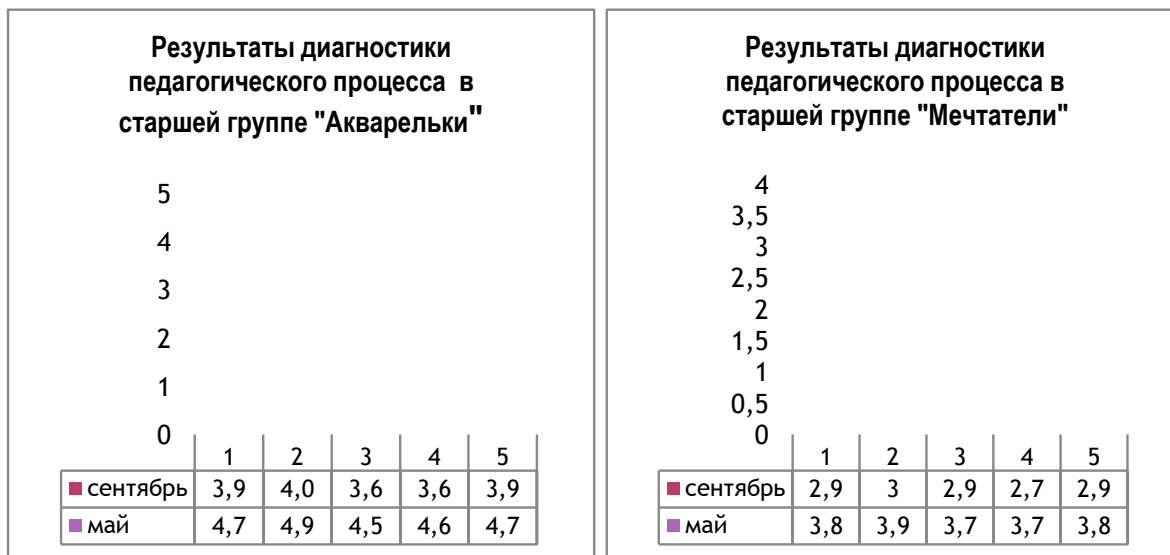 Результаты диагностики
педагогического процесса в
старшей группе "Акварельки"
5
4
3
2
1
0
1 2 3 4 5
сентябрь 3,9 4,0 3,6 3,6 3,9
май 4,7 4,9 4,5 4,6 4,7
Результаты диагностики
педагогического процесса в
старшей группе "Мечтатели"
4
3,5
3
2,5
2
1,5
1
0,5
0
1 2 3 4 5
сентябрь 2,9 3 2,9 2,7 2,9
май 3,8 3,9 3,7 3,7 3,8